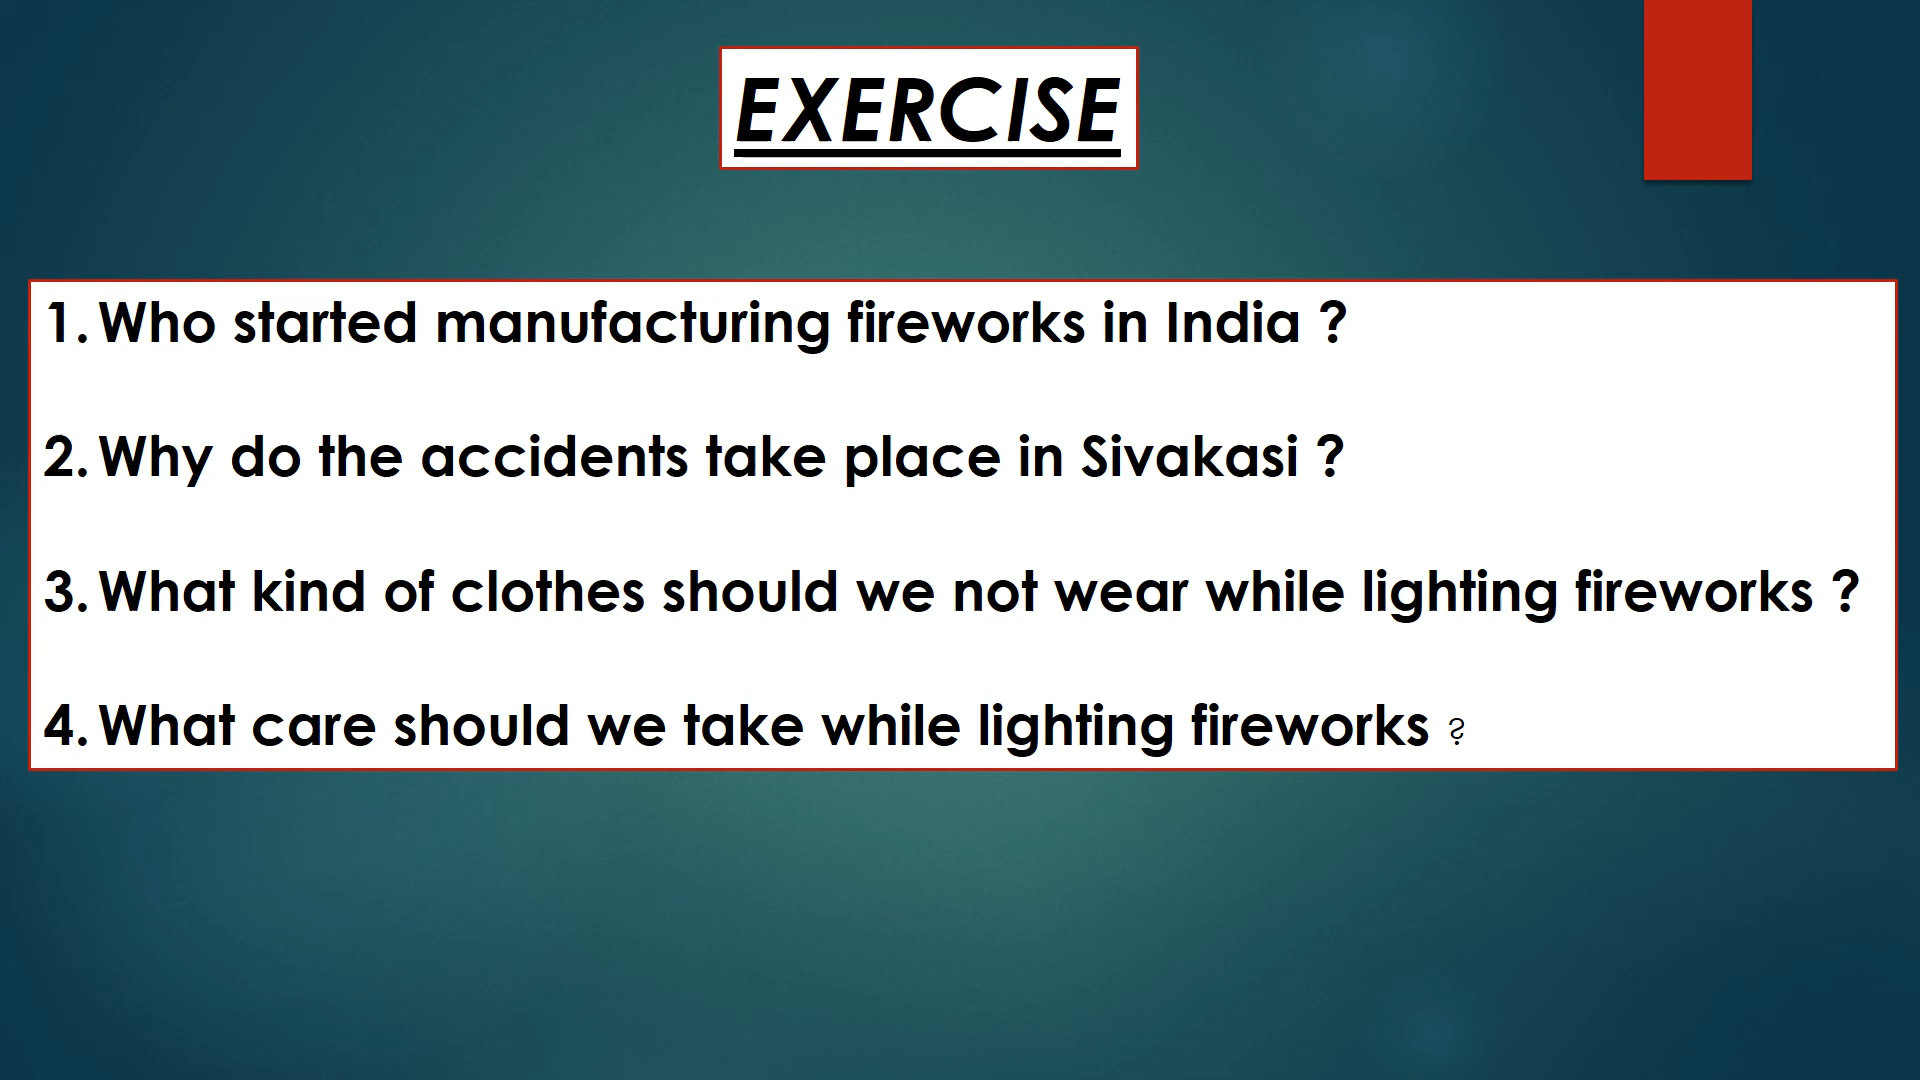 EXERCISE
1. Who started manufacturing fireworks in India ?
2. Why do the accidents take place in Sivakasi ?
3. What kind of clothes should we not wear while lighting fireworks ?
4. What care should we take while lighting fireworks ?